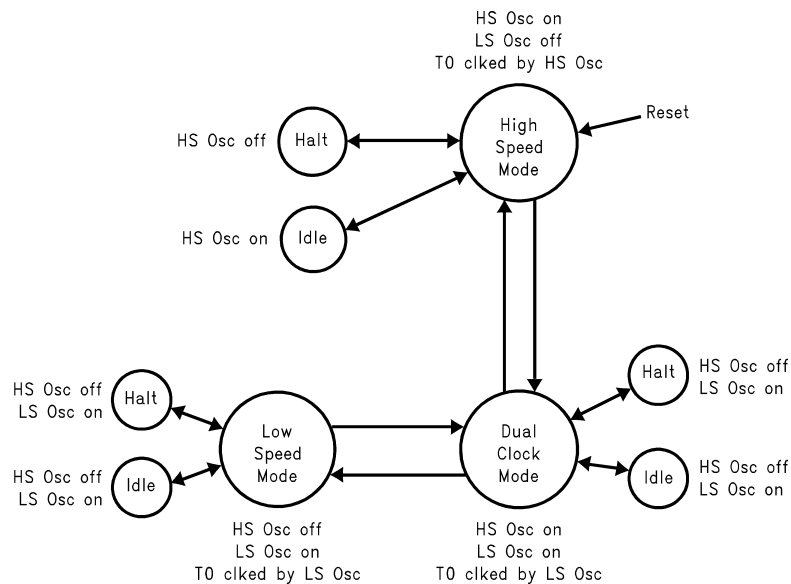 HS Osc on
LS Osc off
T0 clked by HS Osc
Reset
High
Speed
Mode
HS Osc off
Halt
HS Osc on
Idle
HS Osc off
LS Osc on
Halt
HS Osc off
LS Osc on
Idle
Low
Speed
Mode
HS Osc off
LS Osc on
T0 clked by LS Osc
Dual
Clock
Mode
HS Osc on
LS Osc on
T0 clked by LS Osc
Halt
HS Osc off
LS Osc on
Idle
HS Osc off
LS Osc on